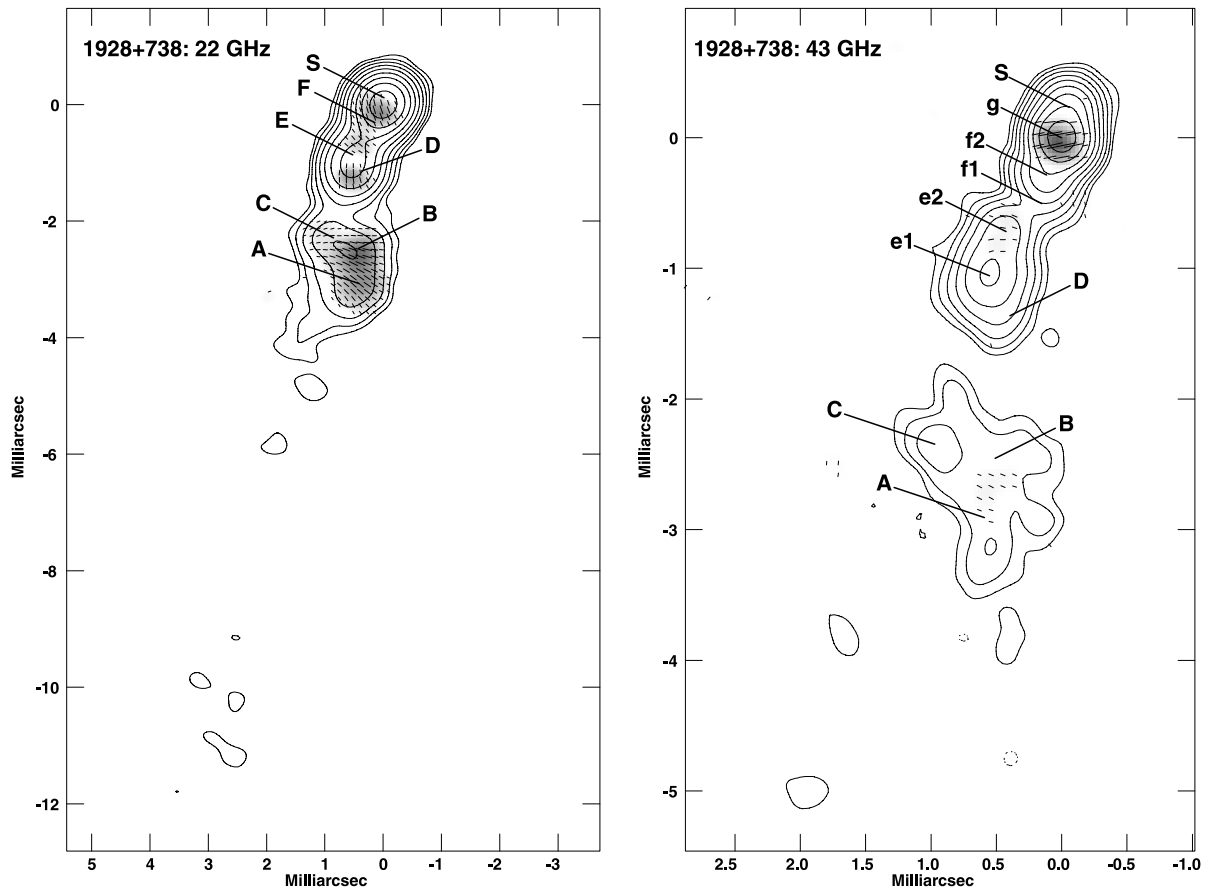 1928+738: 22 GHz
S
F
E
D
C
B
A
0
-2
-4
-6
-8
-10
-12
Milliarcsec
5 4 3 2 1 0 -1 -2 -3
Milliarcsec
1928+738: 43 GHz
S
g
f2
f1
e2
e1
D
C
B
A
0
-1
-2
-3
-4
-5
Milliarcsec
2.5 2.0 1.5 1.0 0.5 0.0 -0.5 -1.0
Milliarcsec